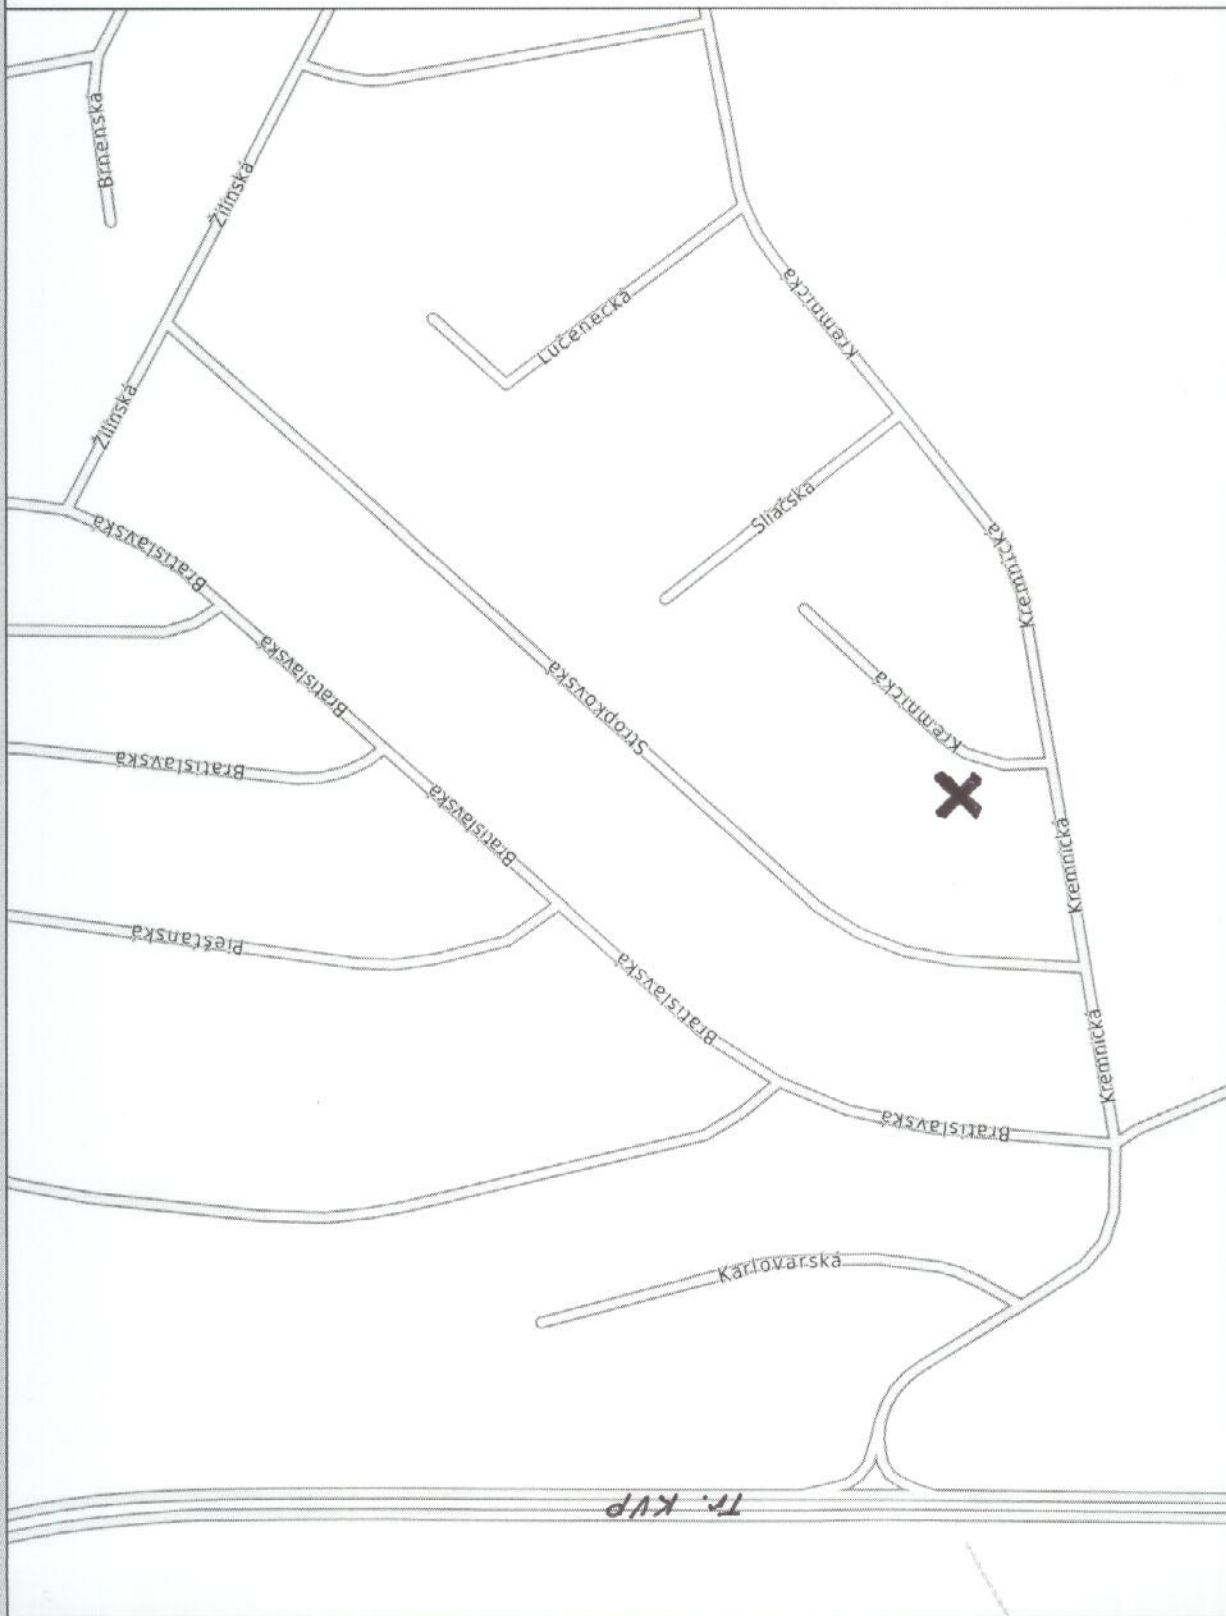 Brnenská
Žilinská
Žilinská
Lučenecká
Kremnická
Sliačska
Kremnická
Kremnická
Kremnická
Kremnická
Stropkovská
Bratislavská
Bratislavská
Bratislavská
Bratislavská
Piešťanská
Bratislavská
Bratislavská
Karlovarská
Tr. KVP